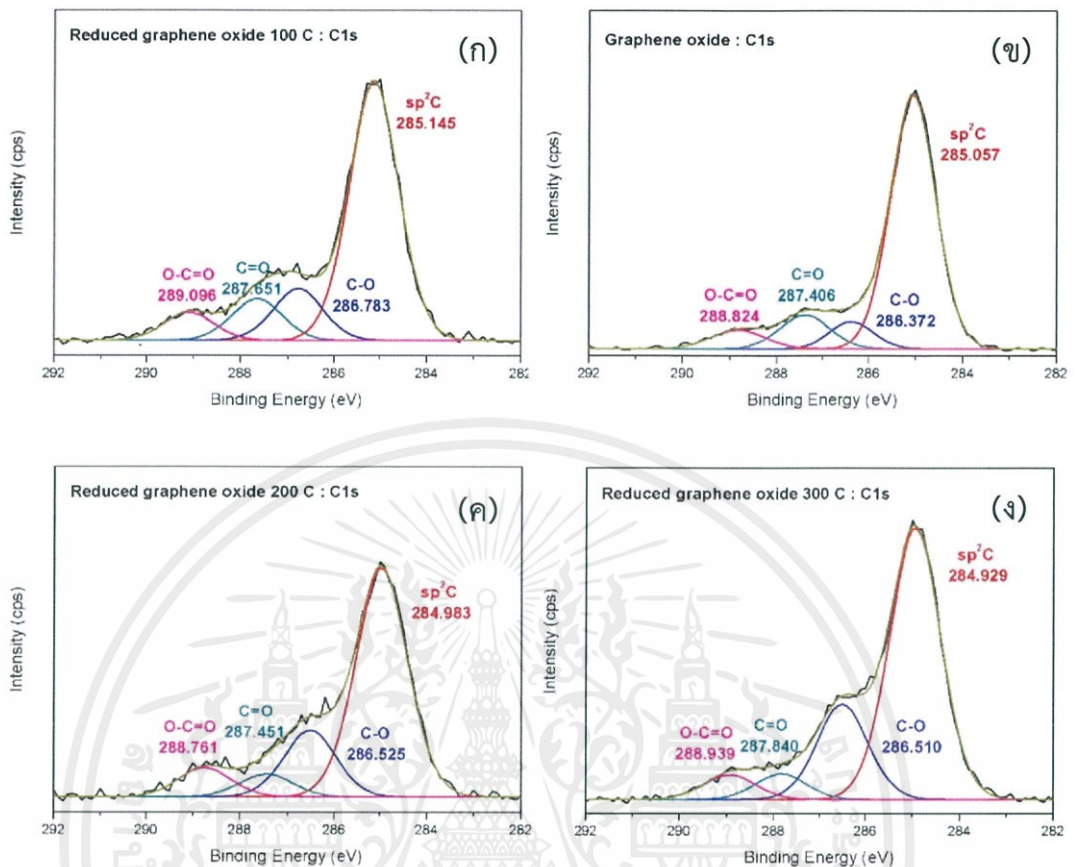 Reduced graphene oxide 100 C : C1s
(ก)
sp²C
285.145
O-C=O
289.096
C=O
287.651
C-O
286.783
Intensity (cps)
292 290 288 286 284 282
Binding Energy (eV)
Graphene oxide : C1s
(ข)
sp²C
285.057
O-C=O
288.824
C=O
287.406
C-O
286.372
Intensity (cps)
292 290 288 286 284 282
Binding Energy (eV)
Reduced graphene oxide 200 C : C1s
(ค)
sp²C
284.983
O-C=O
288.761
C=O
287.451
C-O
286.525
Intensity (cps)
292 290 288 286 284 282
Binding Energy (eV)
Reduced graphene oxide 300 C : C1s
(ง)
sp²C
284.929
O-C=O
288.939
C=O
287.840
C-O
286.510
Intensity (cps)
292 290 288 286 284 282
Binding Energy (eV)